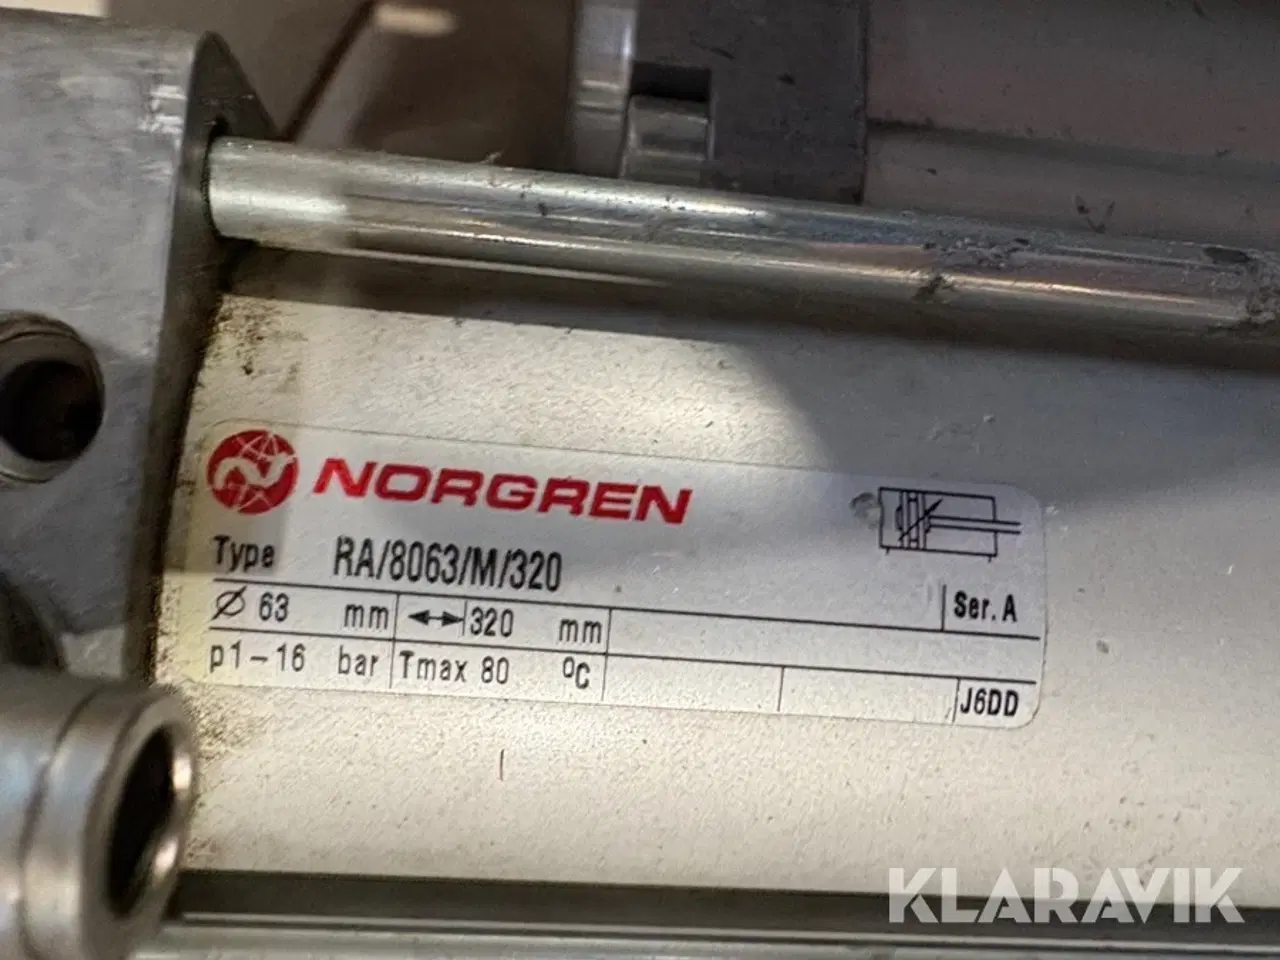 NORGREN
Type RA/8063/M/320
Ø 63 mm 320 mm Ser. A
p1-16 bar Tmax 80 °C J6DD
KLARAVIK